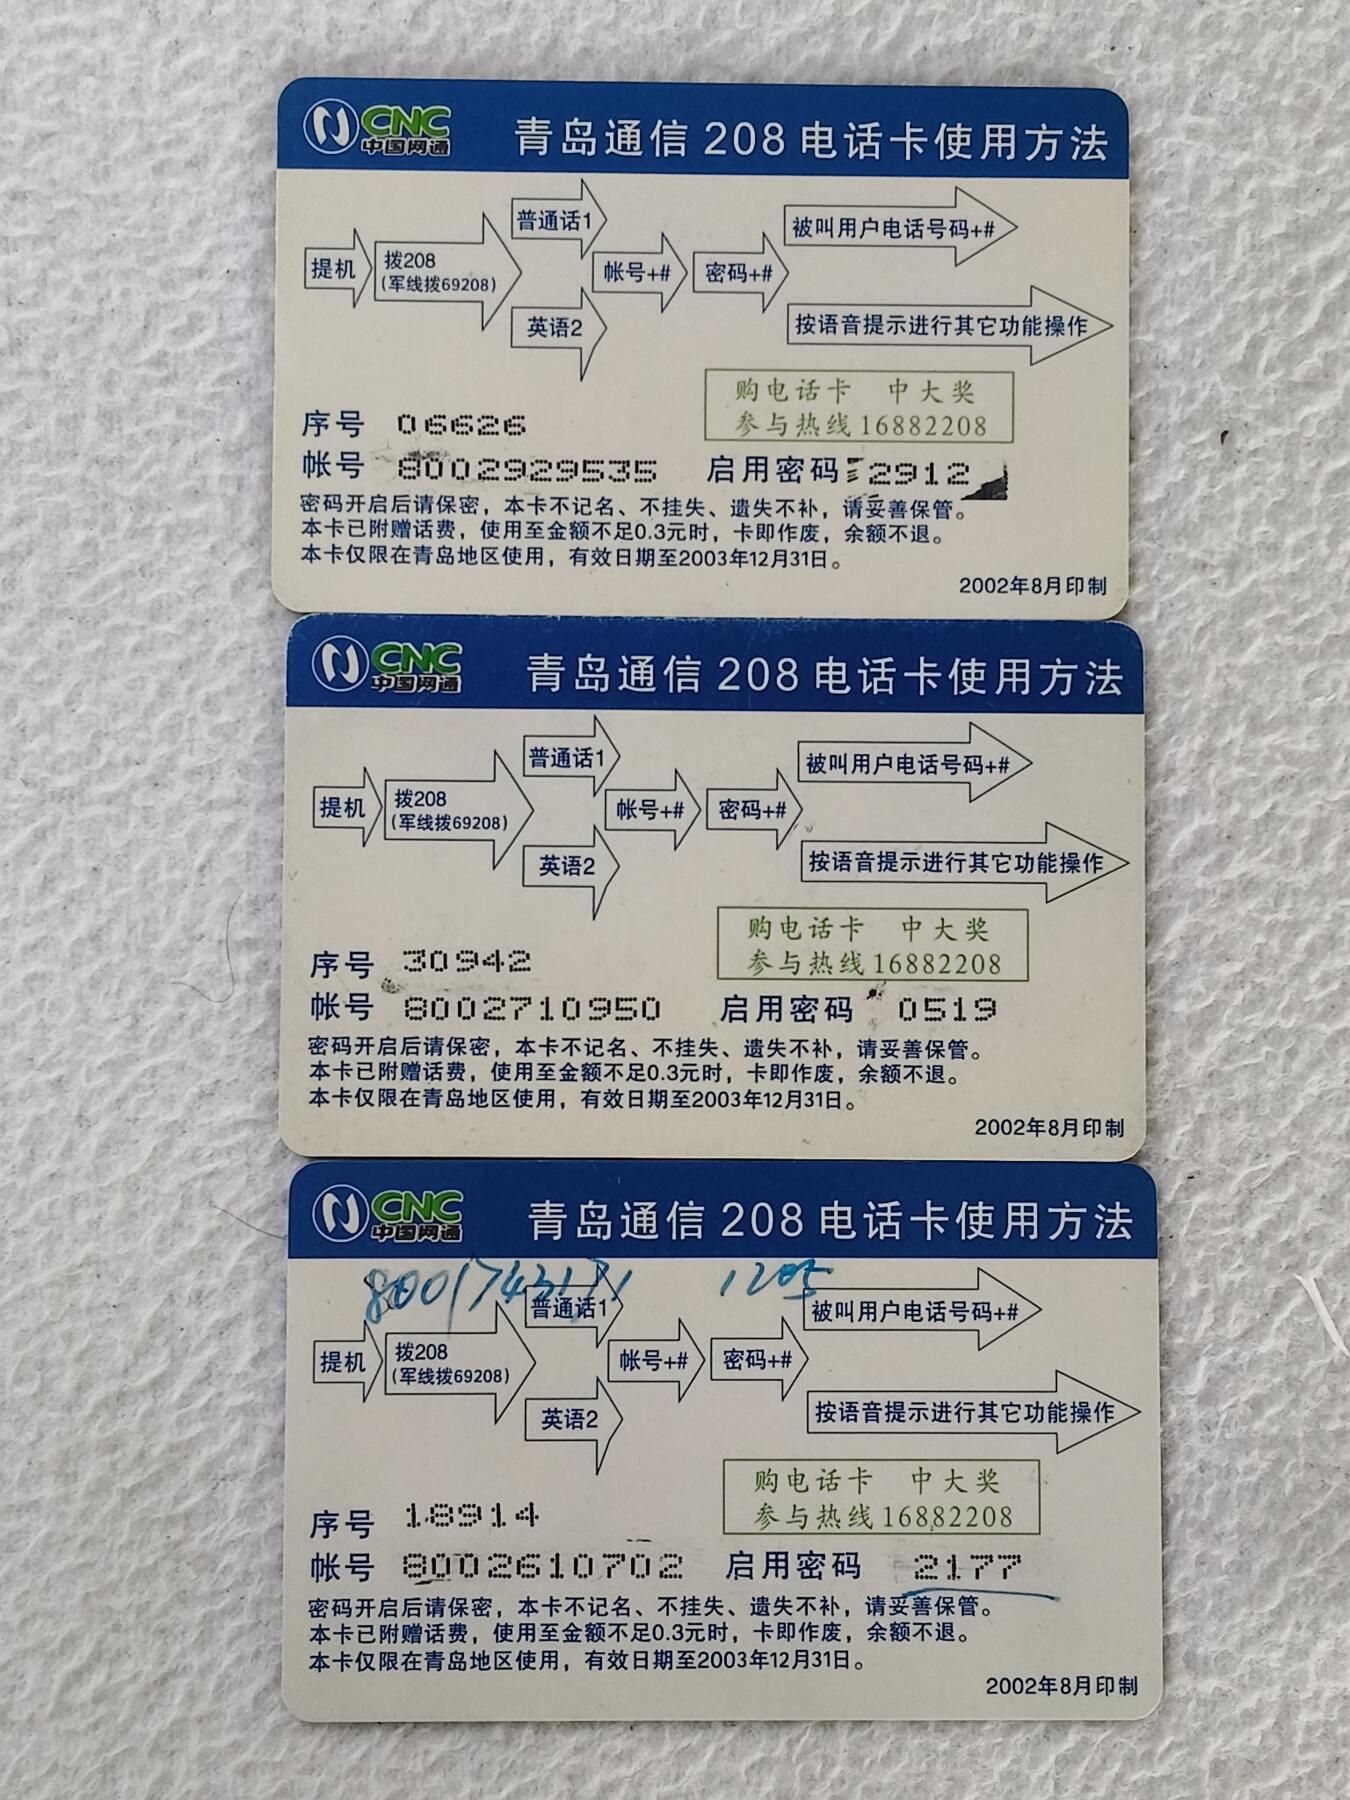 CNC
中国网通
青岛通信 208 电话卡使用方法
提机
拨208
(军线拨69208)
普通话1
英语2
帐号+#
密码+#
被叫用户电话号码+#
按语音提示进行其它功能操作
购电话卡 中大奖
参与热线16882208
序号 06626
帐号 8002929535 启用密码 2912
密码开启后请保密，本卡不记名、不挂失、遗失不补，请妥善保管。
本卡已附赠话费，使用至金额不足0.3元时，卡即作废，余额不退。
本卡仅限在青岛地区使用，有效日期至2003年12月31日。
2002年8月印制
CNC
中国网通
青岛通信 208 电话卡使用方法
提机
拨208
(军线拨69208)
普通话1
英语2
帐号+#
密码+#
被叫用户电话号码+#
按语音提示进行其它功能操作
购电话卡 中大奖
参与热线16882208
序号 30942
帐号 8002710950 启用密码 0519
密码开启后请保密，本卡不记名、不挂失、遗失不补，请妥善保管。
本卡已附赠话费，使用至金额不足0.3元时，卡即作废，余额不退。
本卡仅限在青岛地区使用，有效日期至2003年12月31日。
2002年8月印制
CNC
中国网通
青岛通信 208 电话卡使用方法
8001743171 1205
提机
拨208
(军线拨69208)
普通话1
英语2
帐号+#
密码+#
被叫用户电话号码+#
按语音提示进行其它功能操作
购电话卡 中大奖
参与热线16882208
序号 18914
帐号 8002610702 启用密码 2177
密码开启后请保密，本卡不记名、不挂失、遗失不补，请妥善保管。
本卡已附赠话费，使用至金额不足0.3元时，卡即作废，余额不退。
本卡仅限在青岛地区使用，有效日期至2003年12月31日。
2002年8月印制